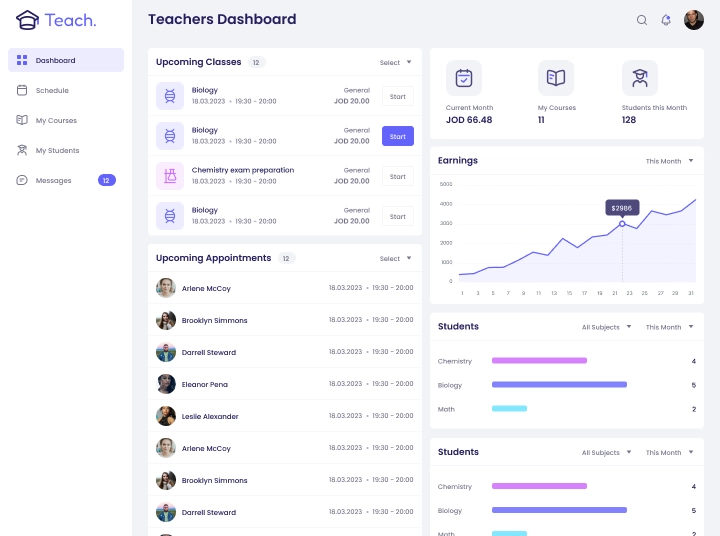 Teach.
Dashboard
Schedule
My Courses
My Students
Messages 12
Teachers Dashboard
Upcoming Classes 12 Select
Biology General
18.03.2023 • 19:30 - 20:00 JOD 20.00 Start
Biology General
18.03.2023 • 19:30 - 20:00 JOD 20.00 Start
Chemistry exam preparation General
18.03.2023 • 19:30 - 20:00 JOD 20.00 Start
Biology General
18.03.2023 • 19:30 - 20:00 JOD 20.00 Start
Upcoming Appointments 12 Select
Arlene McCoy 18.03.2023 • 19:30 - 20:00
Brooklyn Simmons 18.03.2023 • 19:30 - 20:00
Darrell Steward 18.03.2023 • 19:30 - 20:00
Eleanor Pena 18.03.2023 • 19:30 - 20:00
Leslie Alexander 18.03.2023 • 19:30 - 20:00
Arlene McCoy 18.03.2023 • 19:30 - 20:00
Brooklyn Simmons 18.03.2023 • 19:30 - 20:00
Darrell Steward 18.03.2023 • 19:30 - 20:00
Current Month My Courses Students this Month
JOD 66.48 11 128
Earnings This Month
5000
4000
$2986
3000
2000
1000
0
1 3 5 7 9 11 13 15 17 19 21 23 25 27 29 31
Students All Subjects This Month
Chemistry 4
Biology 5
Math 2
Students All Subjects This Month
Chemistry 4
Biology 5
Math 2